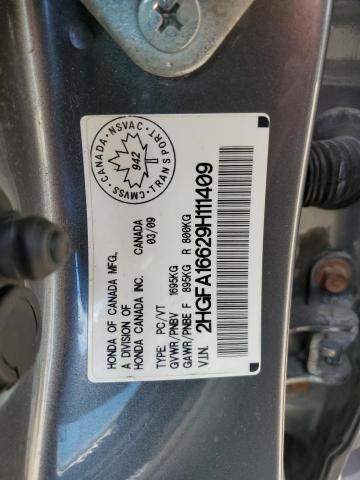 HONDA OF CANADA MFG.
A DIVISION OF
HONDA CANADA INC. CANADA
03/09
TYPE: PC/VT
GVWR/PNBV 1695KG
GAWR/PNBE F 895KG R 800KG
V.I.N. 2HGFA16629H111409
CANADA · NSVAC · TRANSPORT · CMVSS
942